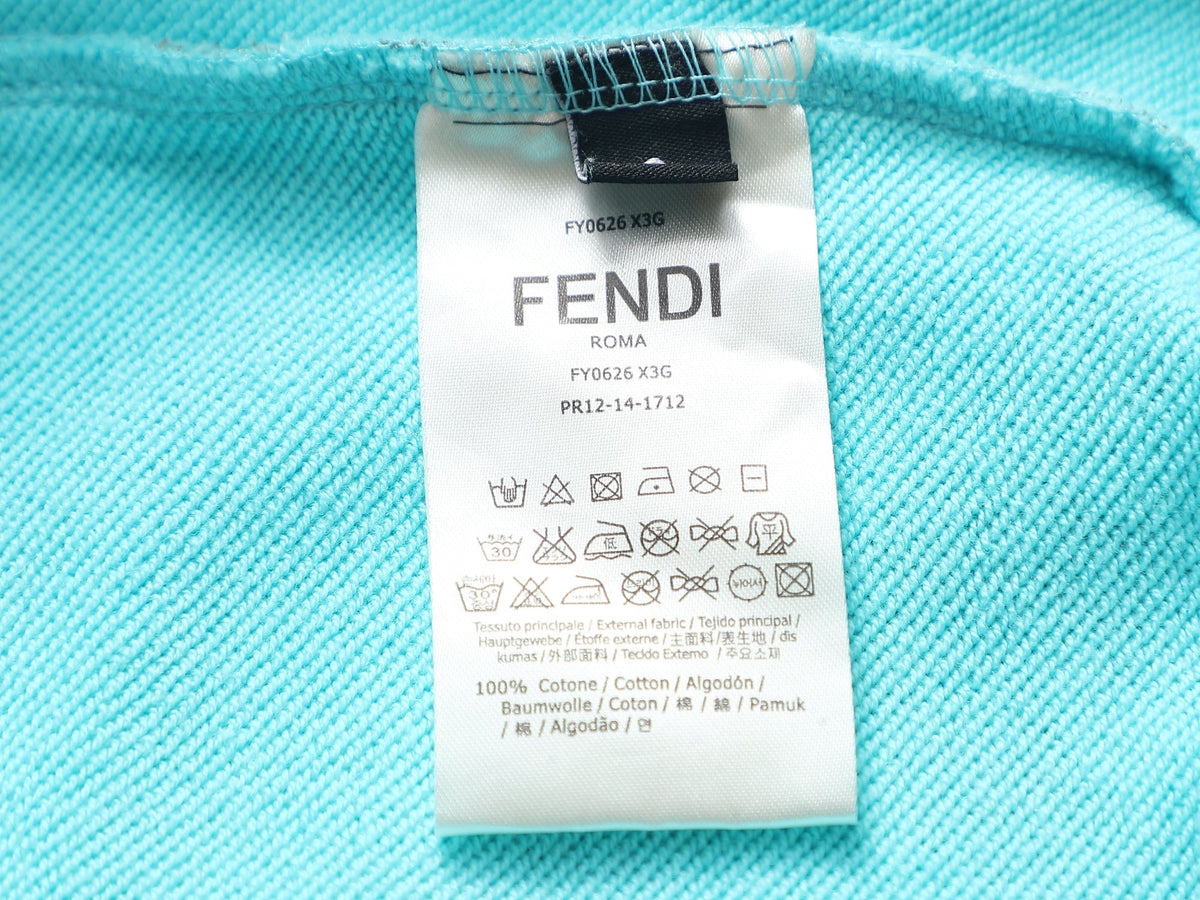 FY0626 X3G
FENDI
ROMA
FY0626 X3G
PR12-14-1712
30 低 平
30°
Tessuto principale / External fabric / Tejido principal /
Hauptgewebe / Étoffe externe / 主面料/表生地 / dis
kumas / 外部面料 / Tecido Externo / 주요소재
100% Cotone / Cotton / Algodón /
Baumwolle / Coton / 棉 / 綿 / Pamuk
/ 棉 / Algodão / 면